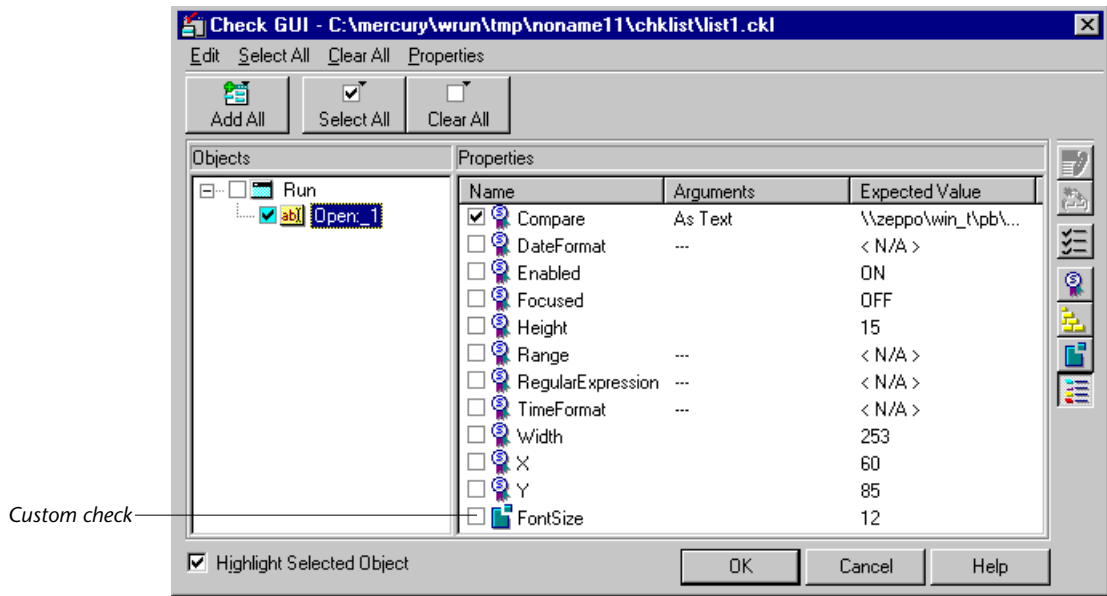 Check GUI - C:\mercury\wrun\tmp\noname11\chklist\list1.ckl
Edit Select All Clear All Properties
Add All Select All Clear All
Objects Properties
Run
abI Open:_1
Name Arguments Expected Value
Compare As Text \\zeppo\win_t\pb\...
DateFormat --- < N/A >
Enabled ON
Focused OFF
Height 15
Range --- < N/A >
RegularExpression --- < N/A >
TimeFormat --- < N/A >
Width 253
X 60
Y 85
Custom check FontSize 12
Highlight Selected Object OK Cancel Help